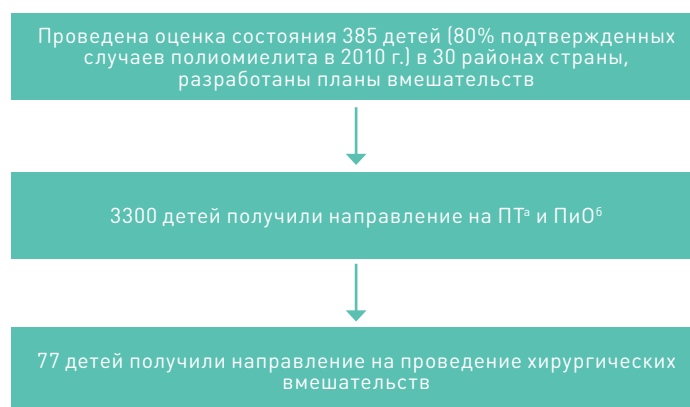 Проведена оценка состояния 385 детей (80% подтвержденных
случаев полиомиелита в 2010 г.) в 30 районах страны,
разработаны планы вмешательств
3300 детей получили направление на ПТᵃ и ПиОᵇ
77 детей получили направление на проведение хирургических
вмешательств